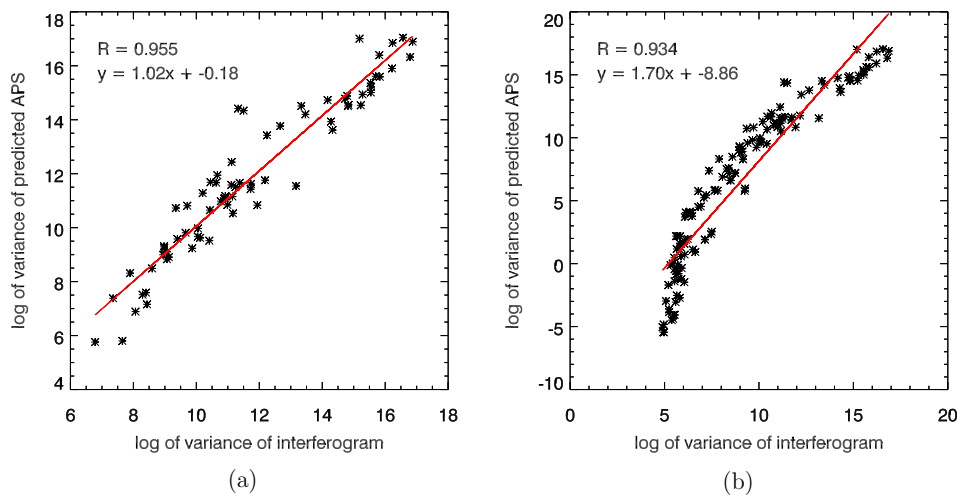 18
16
14
12
10
8
6
4
log of variance of predicted APS
R = 0.955
y = 1.02x + -0.18
6 8 10 12 14 16 18
log of variance of interferogram
(a)
20
15
10
5
0
-5
-10
log of variance of predicted APS
R = 0.934
y = 1.70x + -8.86
0 5 10 15 20
log of variance of interferogram
(b)